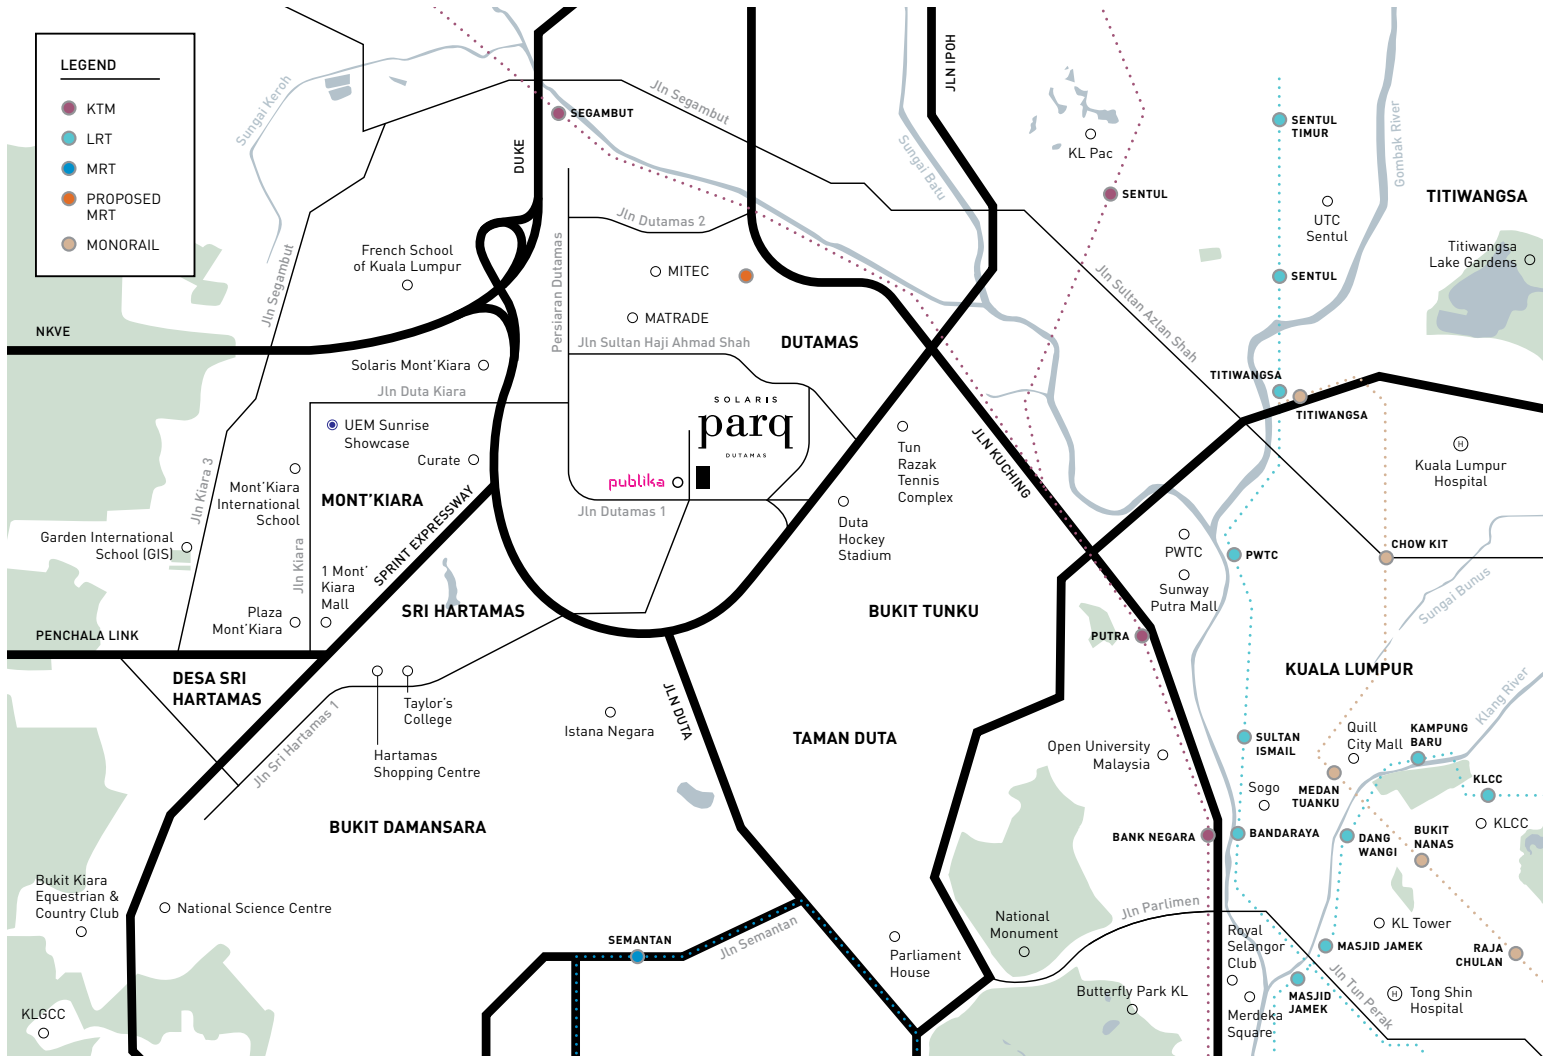 LEGEND
KTM
LRT
MRT
PROPOSED
MRT
MONORAIL
Sungai Keroh
SEGAMBUT
Jln Segambut
DUKE
JLN IPOH
Sungai Batu
KL Pac
SENTUL
SENTUL
TIMUR
Gombak River
TITIWANGSA
UTC
Sentul
Titiwangsa
Lake Gardens
SENTUL
Jln Segambut
French School
of Kuala Lumpur
Jln Dutamas 2
Persiaran Dutamas
MITEC
MATRADE
Jln Sultan Haji Ahmad Shah
DUTAMAS
Jln Sultan Azlan Shah
NKVE
Solaris Mont'Kiara
Jln Duta Kiara
TITIWANGSA
TITIWANGSA
SOLARIS
parq
DUTAMAS
UEM Sunrise
Showcase
Curate
Tun
Razak
Tennis
Complex
JLN KUCHING
Kuala Lumpur
Hospital
H
Jln Kiara 3
Mont'Kiara
International
School
MONT'KIARA
publika
Jln Dutamas 1
Duta
Hockey
Stadium
Garden International
School (GIS)
Jln Kiara
SPRINT EXPRESSWAY
1 Mont'
Kiara
Mall
PWTC
PWTC
Sunway
Putra Mall
CHOW KIT
Sungai Bunus
Plaza
Mont'Kiara
SRI HARTAMAS
BUKIT TUNKU
PENCHALA LINK
PUTRA
KUALA LUMPUR
DESA SRI
HARTAMAS
Taylor's
College
Hartamas
Shopping Centre
Jln Sri Hartamas 1
JLN DUTA
Istana Negara
TAMAN DUTA
Open University
Malaysia
SULTAN
ISMAIL
Quill
City Mall
KAMPUNG
BARU
Klang River
KLCC
MEDAN
TUANKU
Sogo
BUKIT DAMANSARA
BANK NEGARA
BANDARAYA
DANG
WANGI
BUKIT
NANAS
KLCC
Bukit Kiara
Equestrian &
Country Club
National Science Centre
SEMANTAN
Jln Semantan
Parliament
House
National
Monument
Jln Parlimen
Royal
Selangor
Club
KL Tower
MASJID JAMEK
RAJA
CHULAN
Jln Tun Perak
KLGCC
Butterfly Park KL
Merdeka
Square
MASJID
JAMEK
H
Tong Shin
Hospital